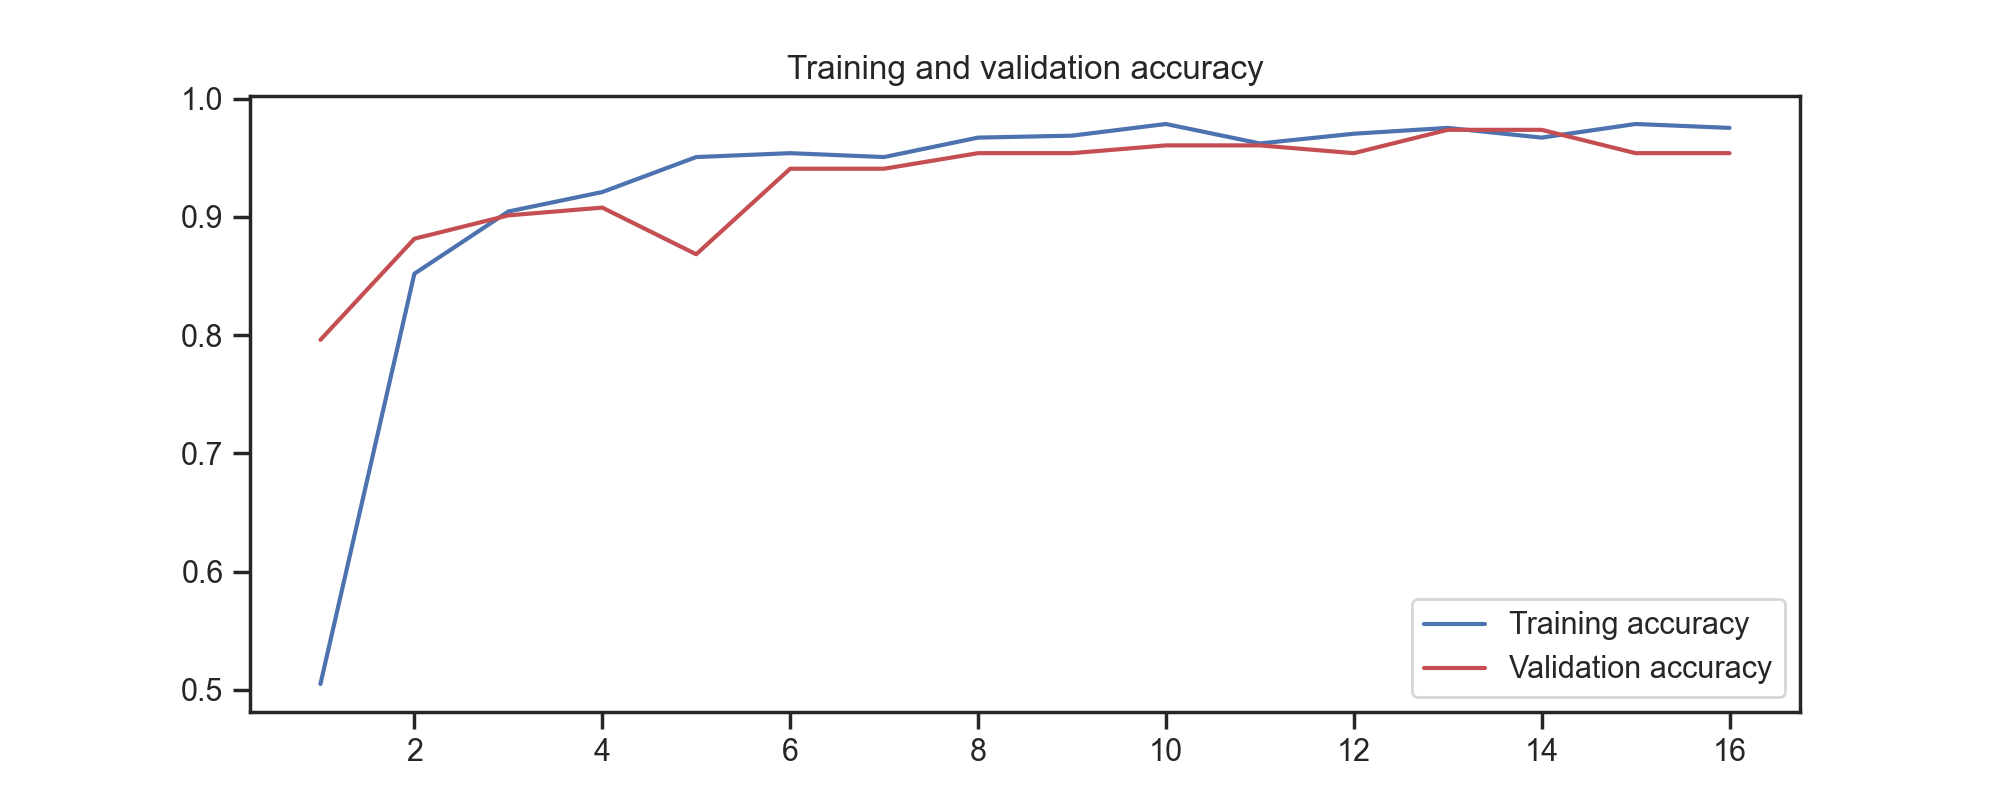 Training and validation accuracy
1.0
0.9
0.8
0.7
0.6
0.5
Training accuracy
Validation accuracy
2 4 6 8 10 12 14 16